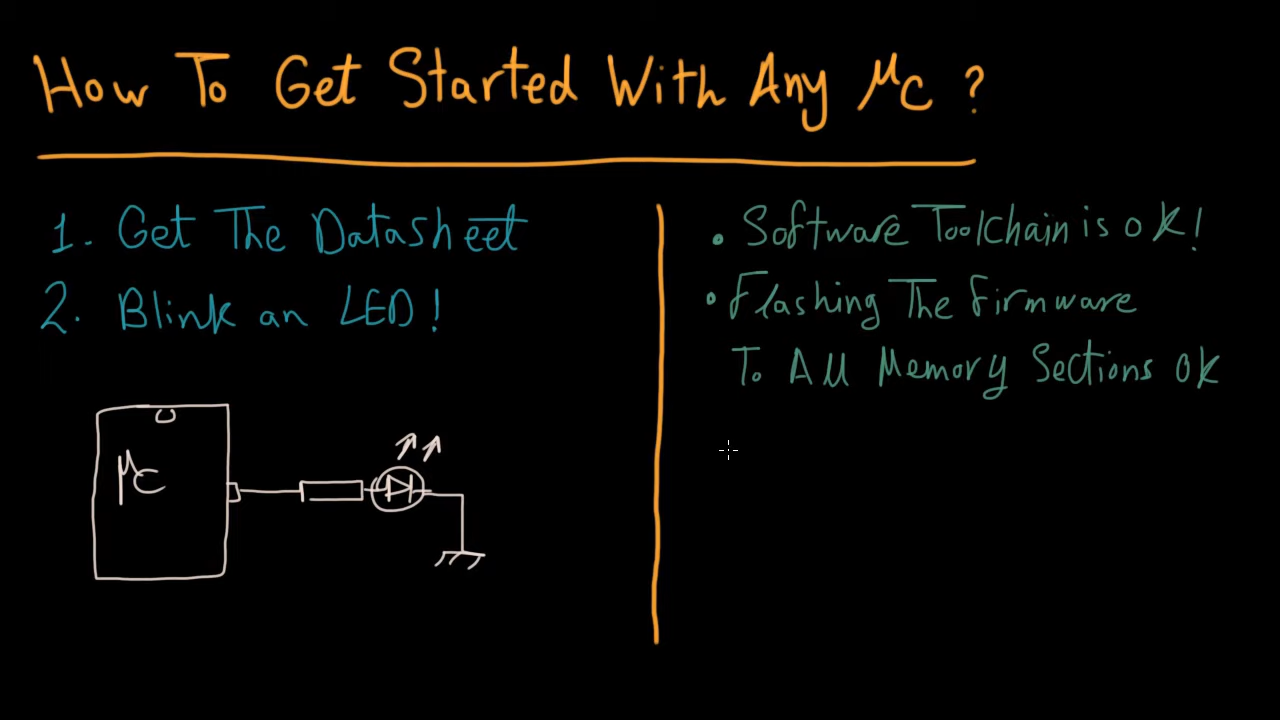 How To Get Started With Any μC ?
1. Get The Datasheet
2. Blink an LED!
μC
• Software ToolChain is ok!
• Flashing The Firmware
To All Memory Sections ok